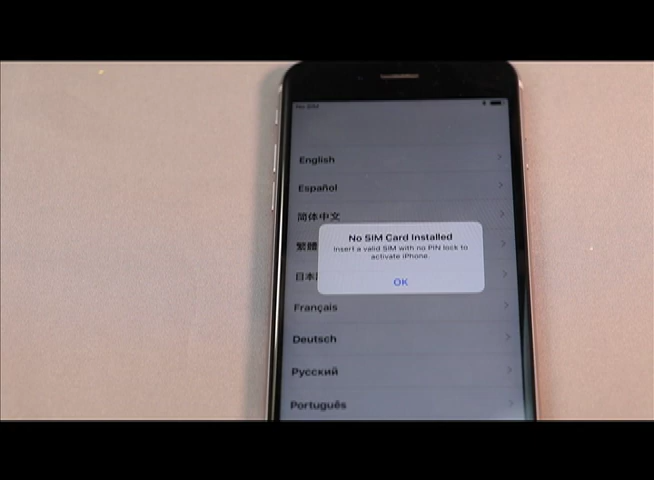 No SIM
English
Español
简体中文
No SIM Card Installed
Insert a valid SIM with no PIN lock to
activate iPhone.
繁體
日本
OK
Français
Deutsch
Русский
Português